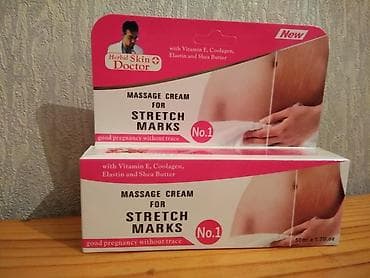 New
Herbal Skin
Doctor
with Vitamin E, Coolagen,
Elastin and Shea Butter
MASSAGE CREAM
FOR
STRETCH
MARKS
No.1
good pregnancy without trace
with Vitamin E, Coolagen,
Elastin and Shea Butter
MASSAGE CREAM
FOR
STRETCH
MARKS
No.1
good pregnancy without trace